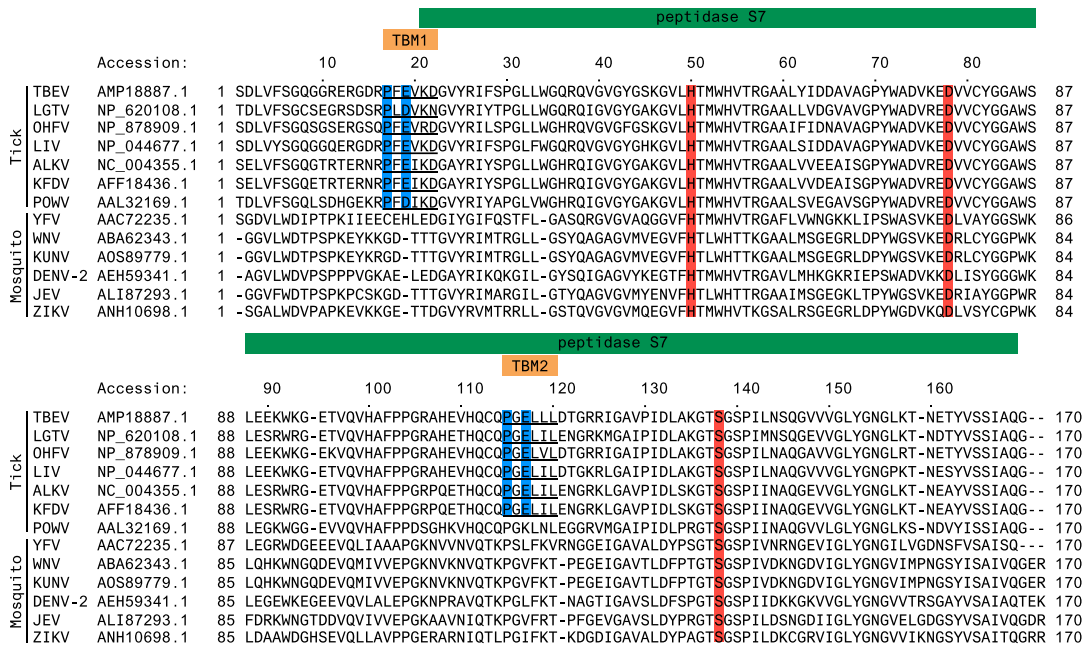 peptidase S7
TBM1
Accession: 10 20 30 40 50 60 70 80
Tick
TBEV AMP18887.1 1 SDLVFSGQGGRERGDRPFEVKDGVYRIFSPGLLWGQRQVGVGYGSKGVLHTMWHVTRGAALYIDDAVAGPYWADVKEDVVCYGGAWS 87
LGTV NP_620108.1 1 TDLVFSGCSEGRSDSRPLDVKNGVYRIYTPGLLWGQRQIGVGYGAKGVLHTMWHVTRGAALLVDGVAVGPYWADVKEDVVCYGGAWS 87
OHFV NP_878909.1 1 SDLVFSGQSGSERGSQPFEVRDGVYRILSPGLLWGHRQVGVGFGSKGVLHTMWHVTRGAAIFIDNAVAGPYWADVREDVVCYGGAWS 87
LIV NP_044677.1 1 SDLVYSGQGGQERGDRPFEVKDGVYRIFSPGLFWGQRQIGVGYGHKGVLHTMWHVTRGAALSIDDAVAGPYWADVKEDVVCYGGAWS 87
ALKV NC_004355.1 1 SELVFSGQGTRTERNRPFEIKDGAYRIYSPGLLWGHRQIGVGYGAKGVLHTMWHVTRGAALVVEEAISGPYWADVREDVVCYGGAWS 87
KFDV AFF18436.1 1 SDLVFSGQETRTERNRPFEIKDGAYRIYSPGLLWGHRQIGVGYGAKGVLHTMWHVTRGAALVVDEAISGPYWADVREDVVCYGGAWS 87
POWV AAL32169.1 1 TDLVFSGQLSDHGEKRPFDIKDGVYRIYAPGLVWGHRQIGVGYGAKGVLHTMWHVTRGAALSVEGAVSGPYWADVREDVVCYGGAWS 87
Mosquito
YFV AAC72235.1 1 SGDVLWDIPTPKIIEECEHLEDGIYGIFQSTFL-GASQRGVGVAQGGVFHTMWHVTRGAFLVWNGKKLIPSWASVKEDLVAYGGSWK 86
WNV ABA62343.1 1 -GGVLWDTPSPKEYKKGD-TTTGVYRIMTRGLL-GSYQAGAGVMVEGVFHTLWHTTKGAALMSGEGRLDPYWGSVKEDRLCYGGPWK 84
KUNV AOS89779.1 1 -GGVLWDTPSPKEYKRGD-TTTGVYRIMTRGLL-GSYQAGAGVMVEGVFHTLWHTTKGAALMSGEGRLDPYWGSVKEDRLCYGGPWK 84
DENV-2 AEH59341.1 1 -AGVLWDVPSPPPVGKAE-LEDGAYRIKQKGIL-GYSQIGAGVYKEGTFHTMWHVTRGAVLMHKGKRIEPSWADVKKDLISYGGGWK 84
JEV ALI87293.1 1 -GGVFWDTPSPKPCSKGD-TTTGVYRIMARGIL-GTYQAGVGVMYENVFHTLWHTTRGAAIMSGEGKLTPYWGSVKEDRIAYGGPWR 84
ZIKV ANH10698.1 1 -SGALWDVPAPKEVKKGE-TTDGVYRVMTRRLL-GSTQVGVGVMQEGVFHTMWHVTKGSALRSGEGRLDPYWGDVKQDLVSYCGPWK 84
peptidase S7
TBM2
Accession: 90 100 110 120 130 140 150 160
Tick
TBEV AMP18887.1 88 LEEKWKG-ETVQVHAFPPGRAHEVHQCQPGELLLDTGRRIGAVPIDLAKGTSGSPILNSQGVVVGLYGNGLKT-NETYVSSIAQG-- 170
LGTV NP_620108.1 88 LESRWRG-ETVQVHAFPPGRAHETHQCQPGELILENGRKMGAIPIDLAKGTSGSPIMNSQGEVVGLYGNGLKT-NDTYVSSIAQG-- 170
OHFV NP_878909.1 88 LEEKWKG-EKVQVHAFPPGRAHEVHQCQPGELVLDTGRRIGAIPIDLAKGTSGSPILNAQGAVVGLYGNGLRT-NETYVSSIAQG-- 170
LIV NP_044677.1 88 LEEKWKG-ETVQVHAFPPGRAHEVHQCQPGELILDTGKRLGAIPIDLAKGTSGSPILNAQGVVVGLYGNGPKT-NESYVSSIAQG-- 170
ALKV NC_004355.1 88 LESRWRG-ETVQVHAFPPGRPQETHQCQPGELILENGRKLGAVPIDLSKGTSGSPIINAQGEVVGLYGNGLKT-NEAYVSSIAQG-- 170
KFDV AFF18436.1 88 LESRWRG-ETVQVHAFPPGRPQETHQCQPGELILENGRKLGAVPIDLSKGTSGSPIINAQGEVVGLYGNGLKT-NEAYVSSIAQG-- 170
POWV AAL32169.1 88 LEGKWGG-EVVQVHAFPPDSGHKVHQCQPGKLNLEGGRVMGAIPIDLPRGTSGSPIINAQGVVLGLYGNGLKS-NDVYISSIAQG-- 170
Mosquito
YFV AAC72235.1 87 LEGRWDGEEEVQLIAAAPGKNVVNVQTKPSLFKVRNGGEIGAVALDYPSGTSGSPIVNRNGEVIGLYGNGILVGDNSFVSAISQ--- 170
WNV ABA62343.1 85 LQHKWNGQDEVQMIVVEPGKNVKNVQTKPGVFKT-PEGEIGAVTLDFPTGTSGSPIVDKNGDVIGLYGNGVIMPNGSYISAIVQGER 170
KUNV AOS89779.1 85 LQHKWNGQDEVQMIVVEPGKNVKNVQTKPGVFKT-PEGEIGAVTLDFPTGTSGSPIVDKNGDVIGLYGNGVIMPNGSYISAIVQGER 170
DENV-2 AEH59341.1 85 LEGEWKEGEEVQVLALEPGKNPRAVQTKPGLFKT-NAGTIGAVSLDFSPGTSGSPIIDKKGKVVGLYGNGVVTRSGAYVSAIAQTEK 170
JEV ALI87293.1 85 FDRKWNGTDDVQVIVVEPGKAAVNIQTKPGVFRT-PFGEVGAVSLDYPRGTSGSPILDSNGDIIGLYGNGVELGDGSYVSAIVQGDR 170
ZIKV ANH10698.1 85 LDAAWDGHSEVQLLAVPPGERARNIQTLPGIFKT-KDGDIGAVALDYPAGTSGSPILDKCGRVIGLYGNGVVIKNGSYVSAITQGRR 170